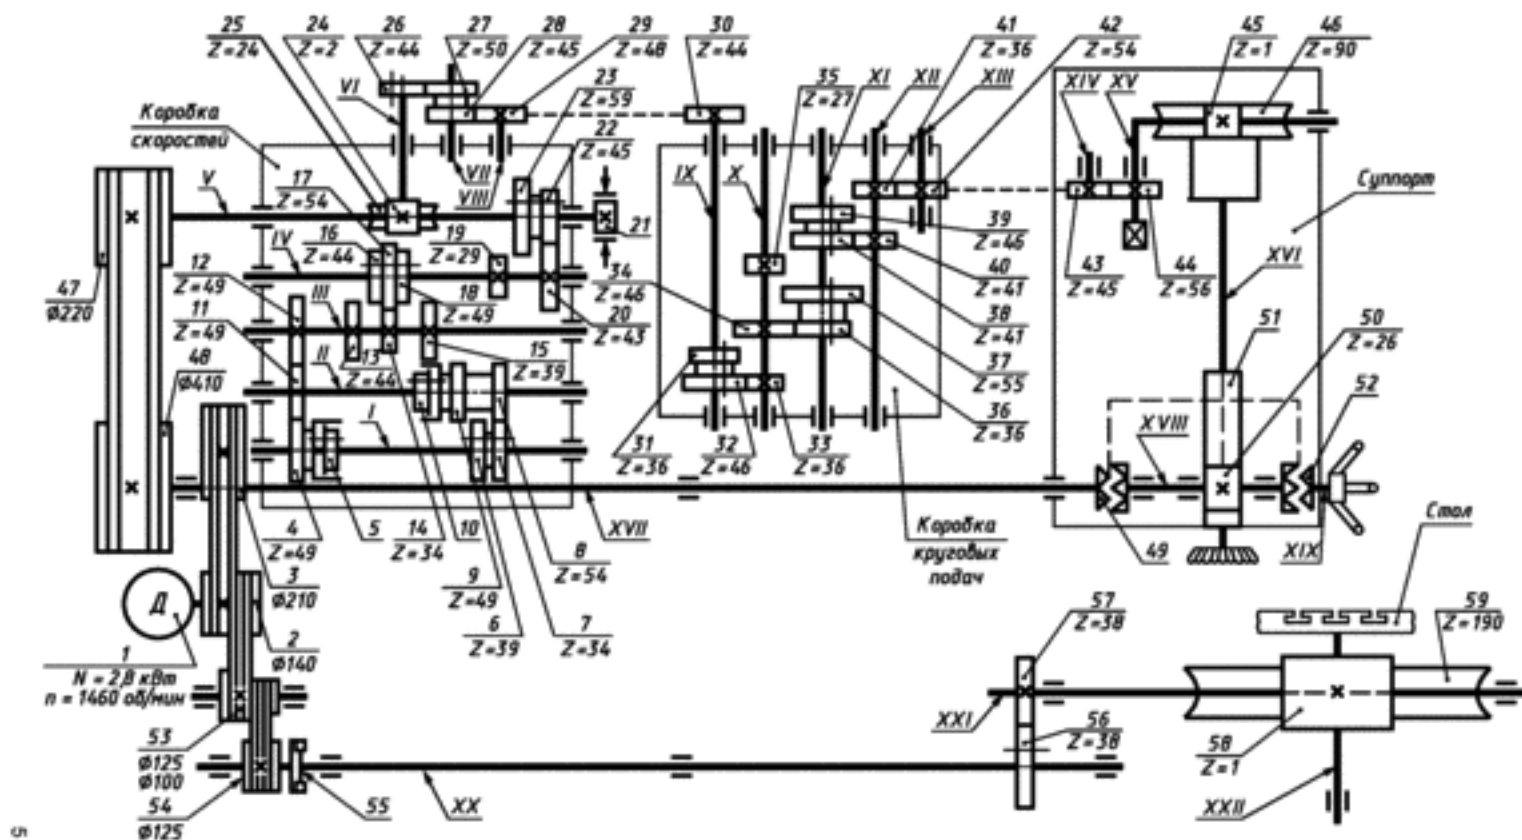 25
Z=24
24
Z=2
26
Z=44
27
Z=50
28
Z=45
29
Z=48
30
Z=44
41
Z=36
42
Z=54
45
Z=1
46
Z=90
Коробка
скоростей
VI
23
Z=59
22
Z=45
35
Z=27
XI
XII
XIII
XIV
XV
V
17
Z=54
VII
VIII
IX
X
Суппорт
16
Z=44
19
Z=29
21
IV
39
Z=46
12
Z=49
18
Z=49
34
Z=46
40
Z=41
43
Z=45
44
Z=56
XVI
47
Ø220
11
Z=49
III
20
Z=43
38
Z=41
51
50
Z=26
13
Z=44
15
Z=39
37
Z=55
52
48
Ø410
II
36
Z=36
I
31
Z=36
32
Z=46
33
Z=36
XVIII
4
Z=49
5
14
Z=34
10
XVII
8
Z=54
Коробка
круговых
подач
49
XIX
Стол
3
Ø210
9
Z=49
Д
2
Ø140
6
Z=39
7
Z=34
57
Z=38
59
Z=190
1
N = 2,8 кВт
n = 1460 об/мин
XXI
53
Ø125
Ø100
56
Z=38
58
Z=1
54
Ø125
55
XX
XXII
5